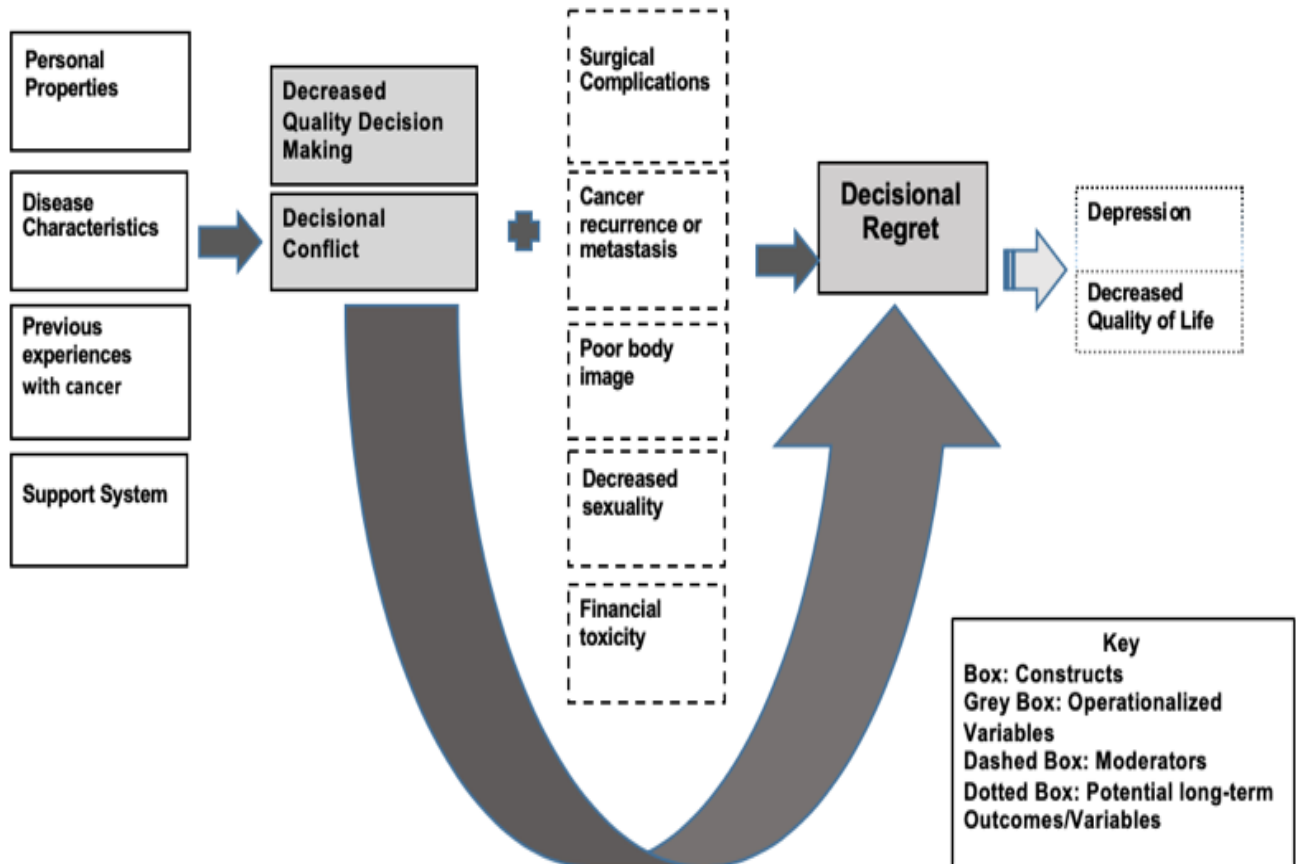 Personal
Properties
Disease
Characteristics
Previous
experiences
with cancer
Support System
Decreased
Quality Decision
Making
Decisional
Conflict
Surgical
Complications
Cancer
recurrence or
metastasis
Poor body
image
Decreased
sexuality
Financial
toxicity
Decisional
Regret
Depression
Decreased
Quality of Life
Key
Box: Constructs
Grey Box: Operationalized
Variables
Dashed Box: Moderators
Dotted Box: Potential long-term
Outcomes/Variables